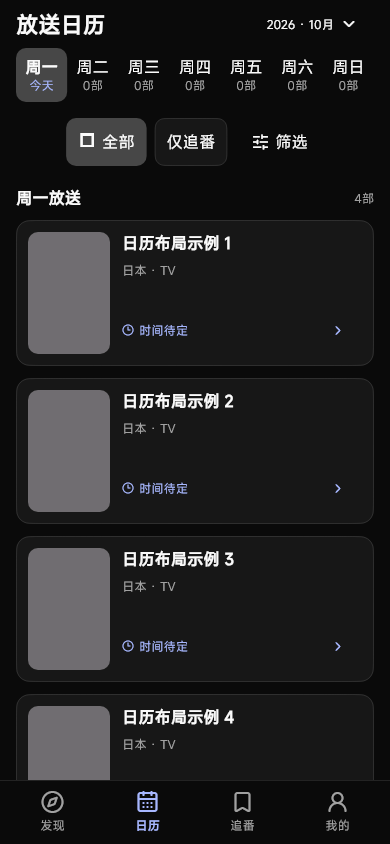 放送日历
2026 · 10月
周一 周二 周三 周四 周五 周六 周日
今天 0部 0部 0部 0部 0部 0部
全部 仅追番 筛选
周一放送 4部
日历布局示例 1
日本 · TV
时间待定
日历布局示例 2
日本 · TV
时间待定
日历布局示例 3
日本 · TV
时间待定
日历布局示例 4
日本 · TV
发现 日历 追番 我的